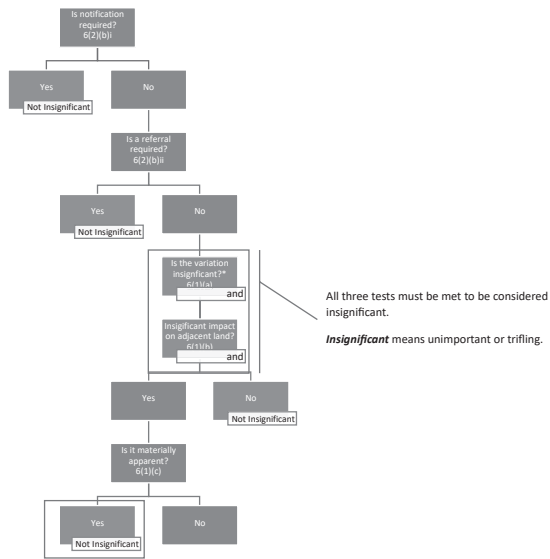 Is notification
required?
6(2)(b)i
Yes
Not Insignificant
No
Is a referral
required?
6(2)(b)ii
Yes
Not Insignificant
No
Is the variation
insignficant?*
6(1)(a)
and
Insigificant impact
on adjacent land?
6(1)(b)
and
All three tests must be met to be considered
insignificant.
Insignificant means unimportant or trifling.
Yes
No
Not Insignificant
Is it materially
apparent?
6(1)(c)
Yes
Not Insignificant
No